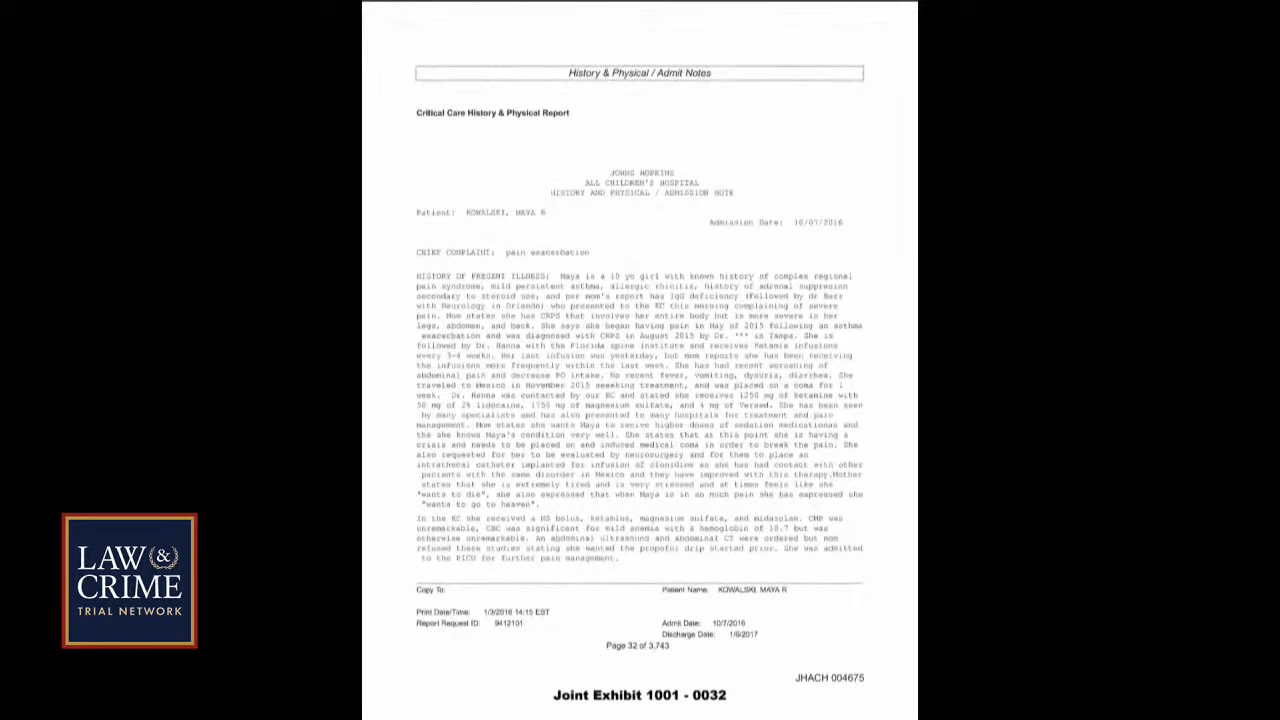 History & Physical / Admit Notes
Critical Care History & Physical Report
JOHNS HOPKINS
ALL CHILDREN'S HOSPITAL
HISTORY AND PHYSICAL / ADMISSION NOTE
Patient: KOWALSKI, MAYA R
Admission Date: 10/07/2016
CHIEF COMPLAINT: pain exacerbation
HISTORY OF PRESENT ILLNESS: Maya is a 10 yo girl with known history of complex regional
pain syndrome, mild persistent asthma, allergic rhinitis, history of adrenal suppression
secondary to steroid use, and per mom's report has IgG deficiency (Followed by dr Barr
with Neurology in Orlando) who presented to the EC this morning complaining of severe
pain. Mom states she has CRPS that involves her entire body but is more severe in her
legs, abdomen, and back. She says she began having pain in May of 2015 following an asthma
exacerbation and was diagnosed with CRPS in August 2015 by Dr. *** in Tampa. She is
followed by Dr. Hanna with the Florida spine institute and receives Ketamie infusions
every 3-4 weeks. Her last infusion was yesterday, but mom reports she has been receiving
the infusions more frequently within the last week. She has had recent worsening of
abdominal pain and decrease PO intake. No recent fever, vomiting, dysuria, diarrhea. She
traveled to Mexico in November 2015 seeeking treatment, and was placed on a coma for 1
week. Dr. Hanna was contacted by our EC and stated she receives 1250 mg of ketamine with
50 mg of 2% lidocaine, 1750 mg of magnesium sulfate, and 4 mg of Versed. She has been seen
by many specialists and has also presented to many hospitals for treatment and pain
management. Mom states she wants Maya to recive higher doses of sedation medicationas and
the she knows Maya's condition very well. She states that at this point she is having a
crisis and needs to be placed on and induced medical coma in order to break the pain. She
also requested for her to be evaluated by neurosurgery and for them to place an
intrathecal catheter implanted for infusion of clonidine as she has had contact with other
patients with the same disorder in Mexico and they have improved with this therapy.Mother
states that she is extremely tired and is very stressed and at times feels like she
"wants to die", she also expressed that when Maya is in so much pain she has expressed she
"wants to go to heaven".
In the EC she received a NS bolus, ketamine, magnesium sulfate, and midazolam. CMP was
unremarkable, CBC was significant for mild anemia with a hemoglobin of 10.7 but was
otherwise unremarkable. An abdominal ultrasound and Abdominal CT were ordered but mom
refused these studies stating she wanted the propofol drip started prior. She was admitted
to the PICU for further pain management.
Copy To:
Patient Name: KOWALSKI, MAYA R
Print Date/Time: 1/3/2018 14:15 EST
Report Request ID: 9412101
Admit Date: 10/7/2016
Discharge Date: 1/6/2017
Page 32 of 3,743
JHACH 004675
Joint Exhibit 1001 - 0032
LAW &
CRIME
TRIAL NETWORK